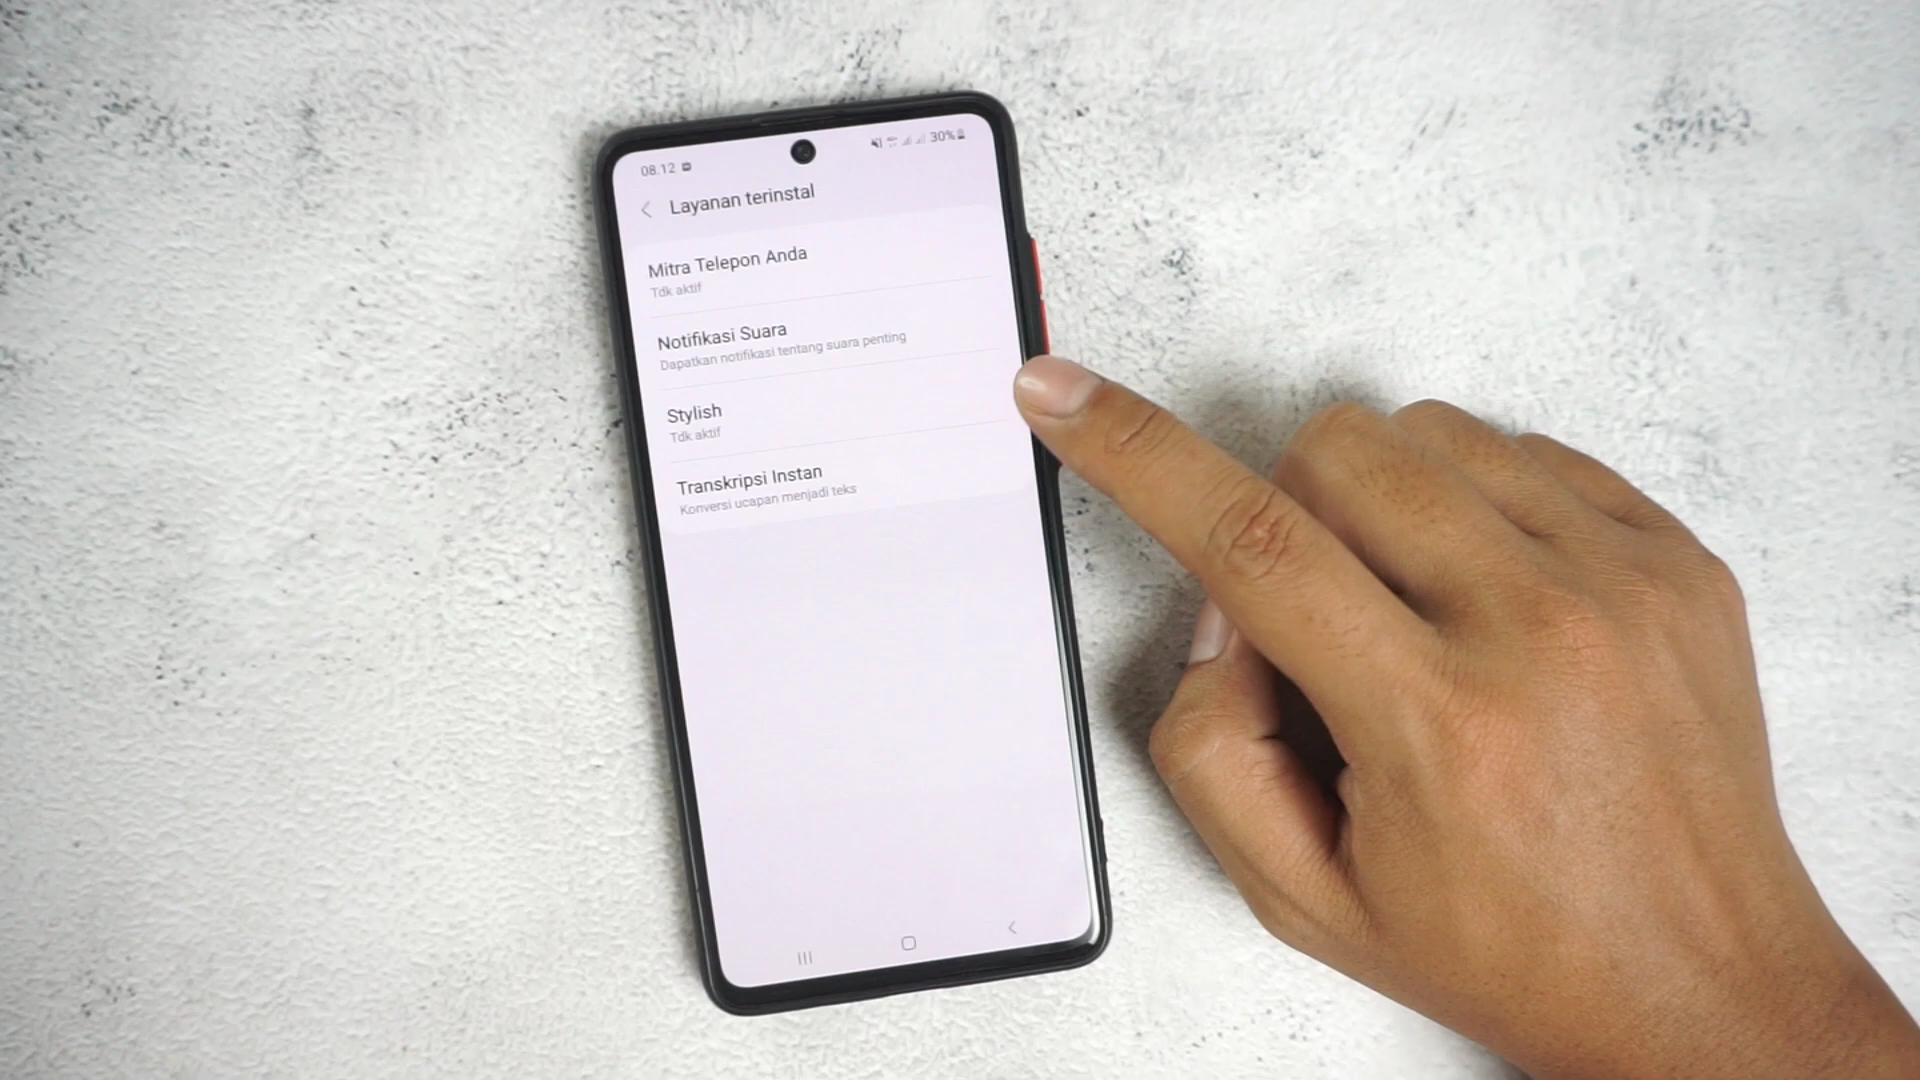 08.12
30%
Layanan terinstal
Mitra Telepon Anda
Tdk aktif
Notifikasi Suara
Dapatkan notifikasi tentang suara penting
Stylish
Tdk aktif
Transkripsi Instan
Konversi ucapan menjadi teks